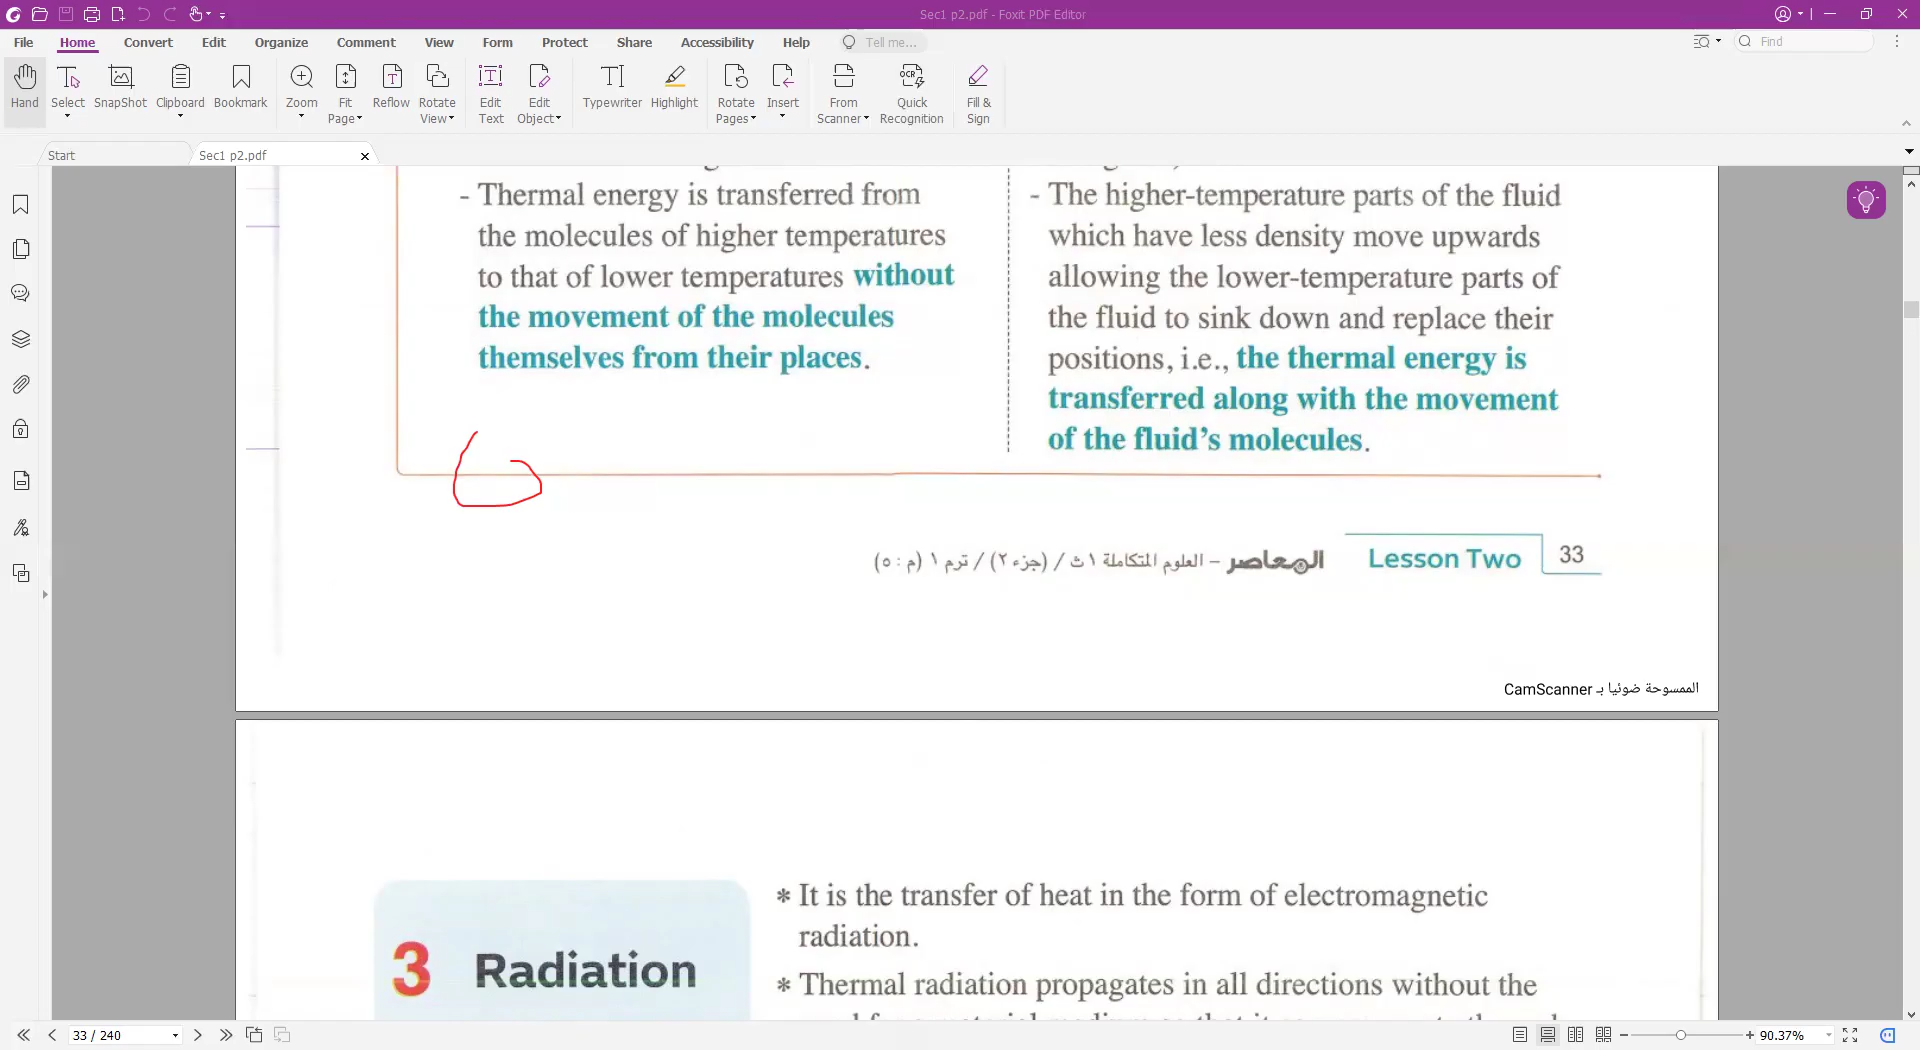 Sec1 p2.pdf - Foxit PDF Editor
File Home Convert Edit Organize Comment View Form Protect Share Accessibility Help Tell me... Find
Hand Select SnapShot Clipboard Bookmark Zoom Fit Page Reflow Rotate View Edit Text Edit Object Typewriter Highlight Rotate Pages Insert From Scanner Quick Recognition Fill & Sign
Start Sec1 p2.pdf
- Thermal energy is transferred from
the molecules of higher temperatures
to that of lower temperatures without
the movement of the molecules
themselves from their places.
- The higher-temperature parts of the fluid
which have less density move upwards
allowing the lower-temperature parts of
the fluid to sink down and replace their
positions, i.e., the thermal energy is
transferred along with the movement
of the fluid's molecules.
المعاصر - العلوم المتكاملة ١ ث / (جزء ٢) / ترم ١ (م : ٥)
Lesson Two 33
الممسوحة ضوئيا بـ CamScanner
3 Radiation
* It is the transfer of heat in the form of electromagnetic
radiation.
* Thermal radiation propagates in all directions without the
33 / 240
90.37%